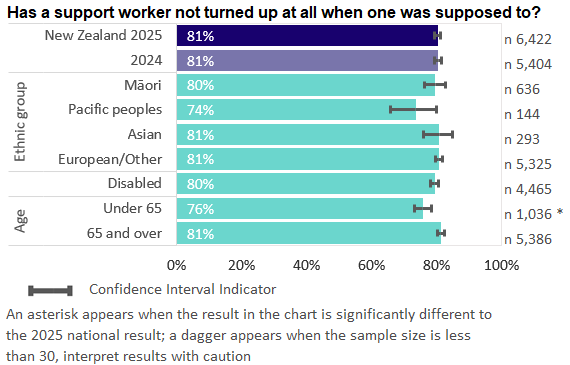 Has a support worker not turned up at all when one was supposed to?
New Zealand 2025 81% n 6,422
2024 81% n 5,404
Ethnic group
Māori 80% n 636
Pacific peoples 74% n 144
Asian 81% n 293
European/Other 81% n 5,325
Disabled 80% n 4,465
Age
Under 65 76% n 1,036 *
65 and over 81% n 5,386
0% 20% 40% 60% 80% 100%
Confidence Interval Indicator
An asterisk appears when the result in the chart is significantly different to
the 2025 national result; a dagger appears when the sample size is less
than 30, interpret results with caution